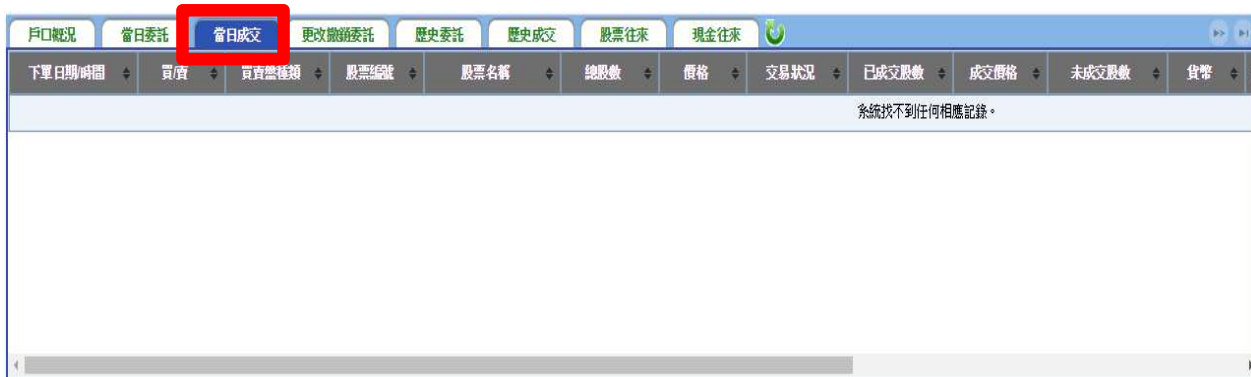 戶口概況 當日委託 當日成交 更改撤銷委託 歷史委託 歷史成交 股票往來 現金往來
下單日期/時間 買/賣 買賣盤種類 股票編號 股票名稱 總股數 價格 交易狀況 已成交股數 成交價格 未成交股數 貨幣
系統找不到任何相應記錄。